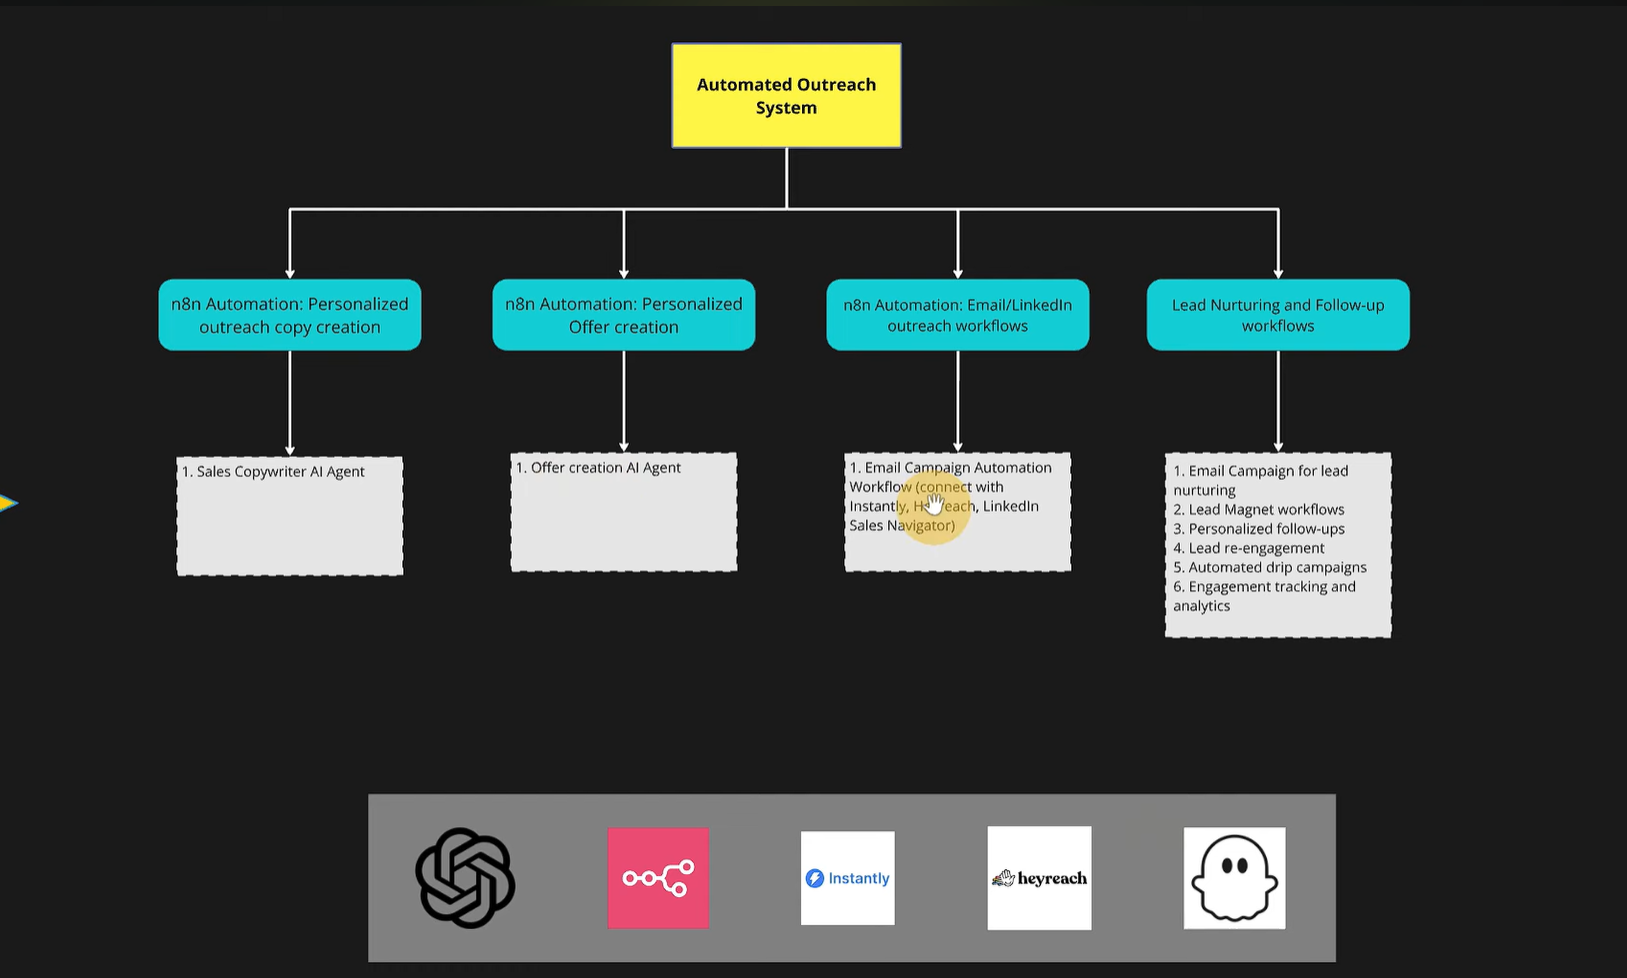 Automated Outreach
System
n8n Automation: Personalized
outreach copy creation
n8n Automation: Personalized
Offer creation
n8n Automation: Email/LinkedIn
outreach workflows
Lead Nurturing and Follow-up
workflows
1. Sales Copywriter AI Agent
1. Offer creation AI Agent
1. Email Campaign Automation
Workflow (connect with
Instantly, LinkedIn
Sales Navigator)
1. Email Campaign for lead
nurturing
2. Lead Magnet workflows
3. Personalized follow-ups
4. Lead re-engagement
5. Automated drip campaigns
6. Engagement tracking and
analytics
Instantly
heyreach